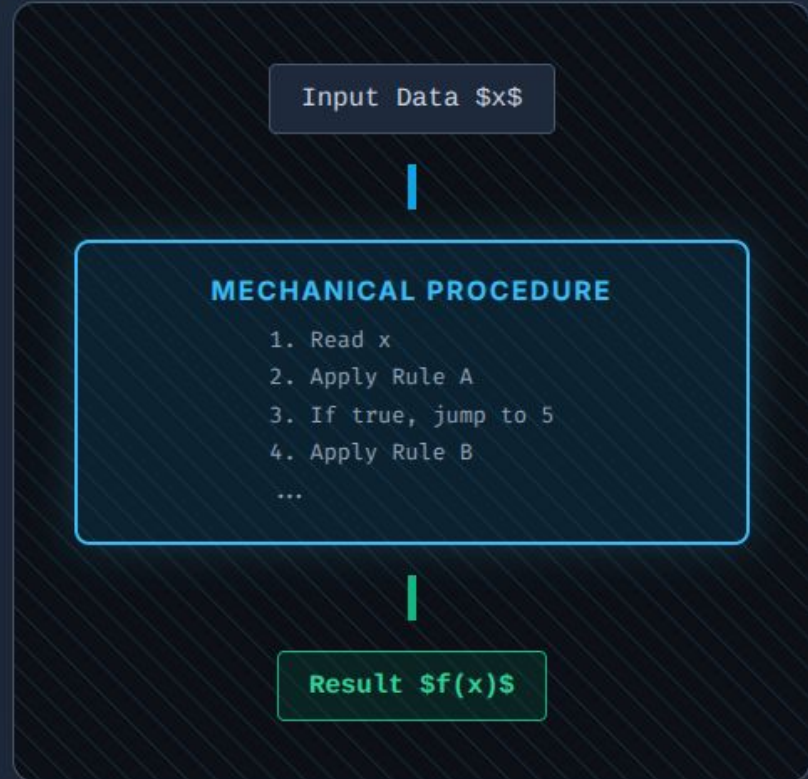 Input Data $x$
MECHANICAL PROCEDURE
1. Read x
2. Apply Rule A
3. If true, jump to 5
4. Apply Rule B
...
Result $f(x)$